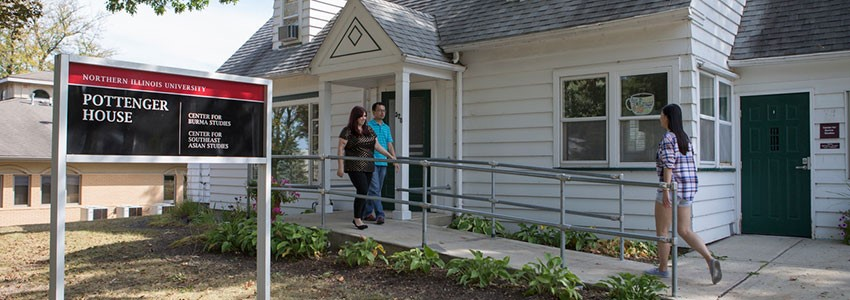 NORTHERN ILLINOIS UNIVERSITY
POTTENGER
HOUSE
CENTER FOR
BURMA STUDIES
CENTER FOR
SOUTHEAST
ASIAN STUDIES